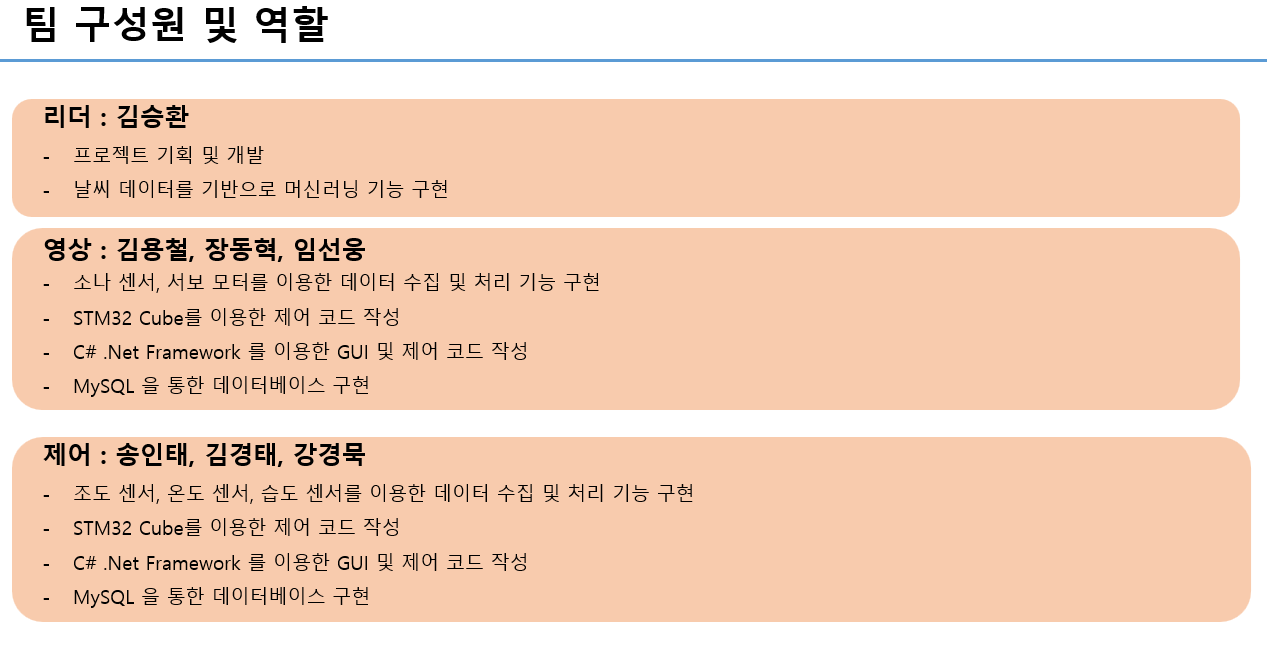 팀 구성원 및 역할
리더 : 김승환
- 프로젝트 기획 및 개발
- 날씨 데이터를 기반으로 머신러닝 기능 구현
영상 : 김용철, 장동혁, 임선웅
- 소나 센서, 서보 모터를 이용한 데이터 수집 및 처리 기능 구현
- STM32 Cube를 이용한 제어 코드 작성
- C# .Net Framework 를 이용한 GUI 및 제어 코드 작성
- MySQL 을 통한 데이터베이스 구현
제어 : 송인태, 김경태, 강경묵
- 조도 센서, 온도 센서, 습도 센서를 이용한 데이터 수집 및 처리 기능 구현
- STM32 Cube를 이용한 제어 코드 작성
- C# .Net Framework 를 이용한 GUI 및 제어 코드 작성
- MySQL 을 통한 데이터베이스 구현